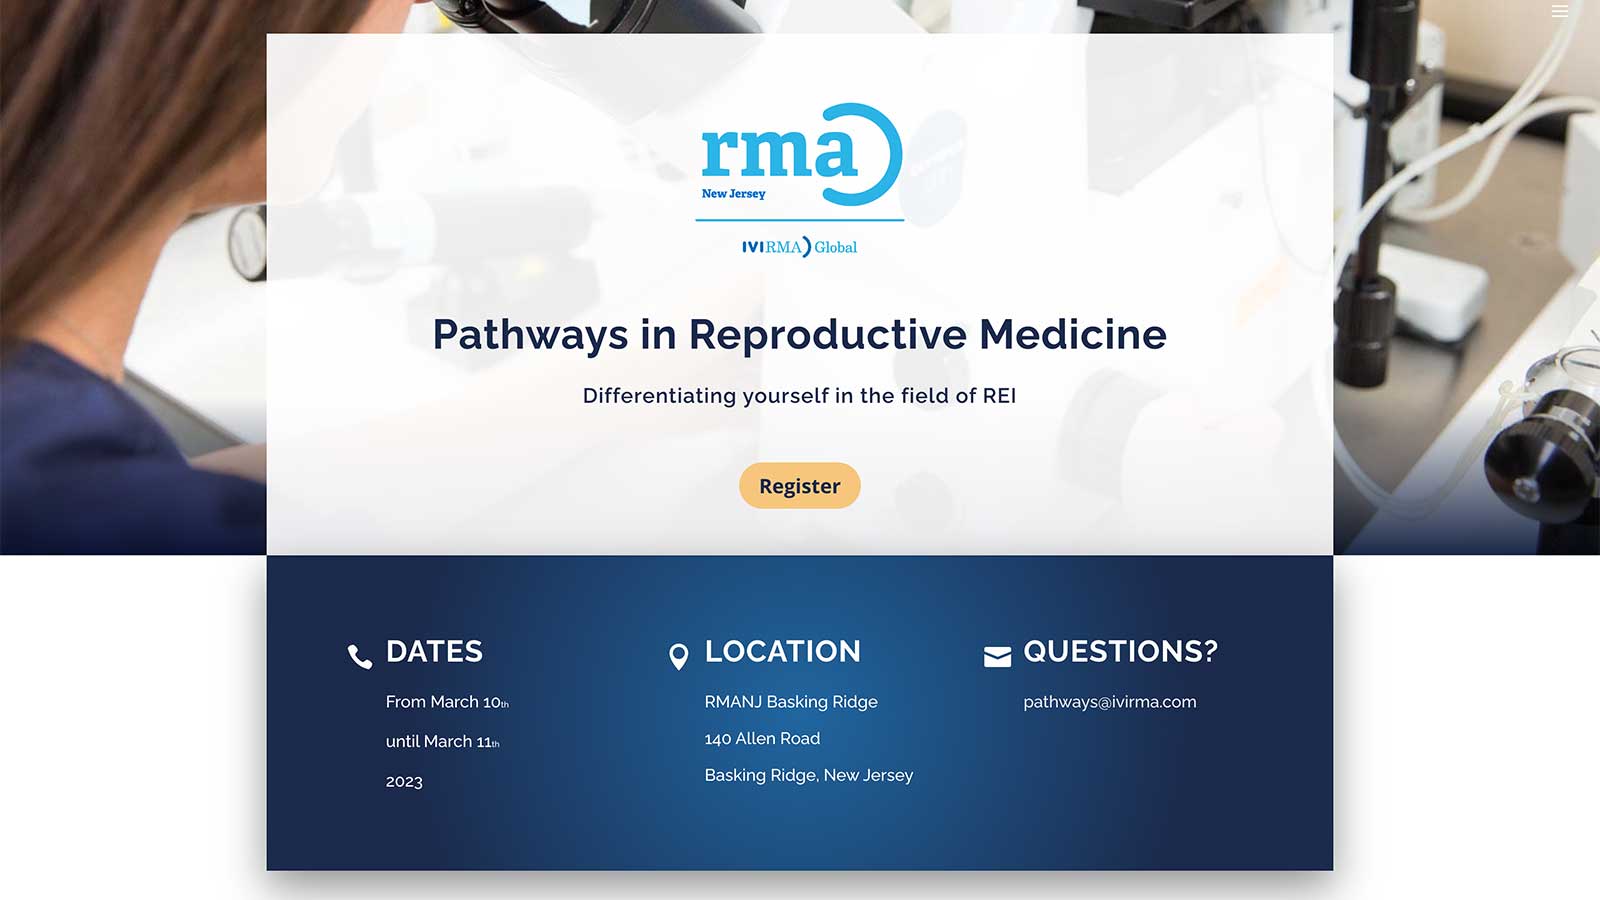 rma
New Jersey
IVIRMA Global
Pathways in Reproductive Medicine
Differentiating yourself in the field of REI
Register
DATES
From March 10th
until March 11th
2023
LOCATION
RMANJ Basking Ridge
140 Allen Road
Basking Ridge, New Jersey
QUESTIONS?
pathways@ivirma.com